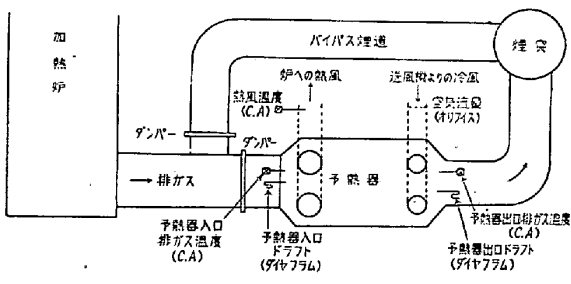 加熱炉
バイパス煙道
煙突
炉への熱風
送風機よりの冷風
熱風温度
(C.A)
空気流量
(オリフィス)
ダンパー
ダンパー
排ガス
予熱器
予熱器入口
排ガス温度
(C.A)
予熱器入口
ドラフト
(ダイヤフラム)
予熱器出口排ガス温度
(C.A)
予熱器出口ドラフト
(ダイヤフラム)